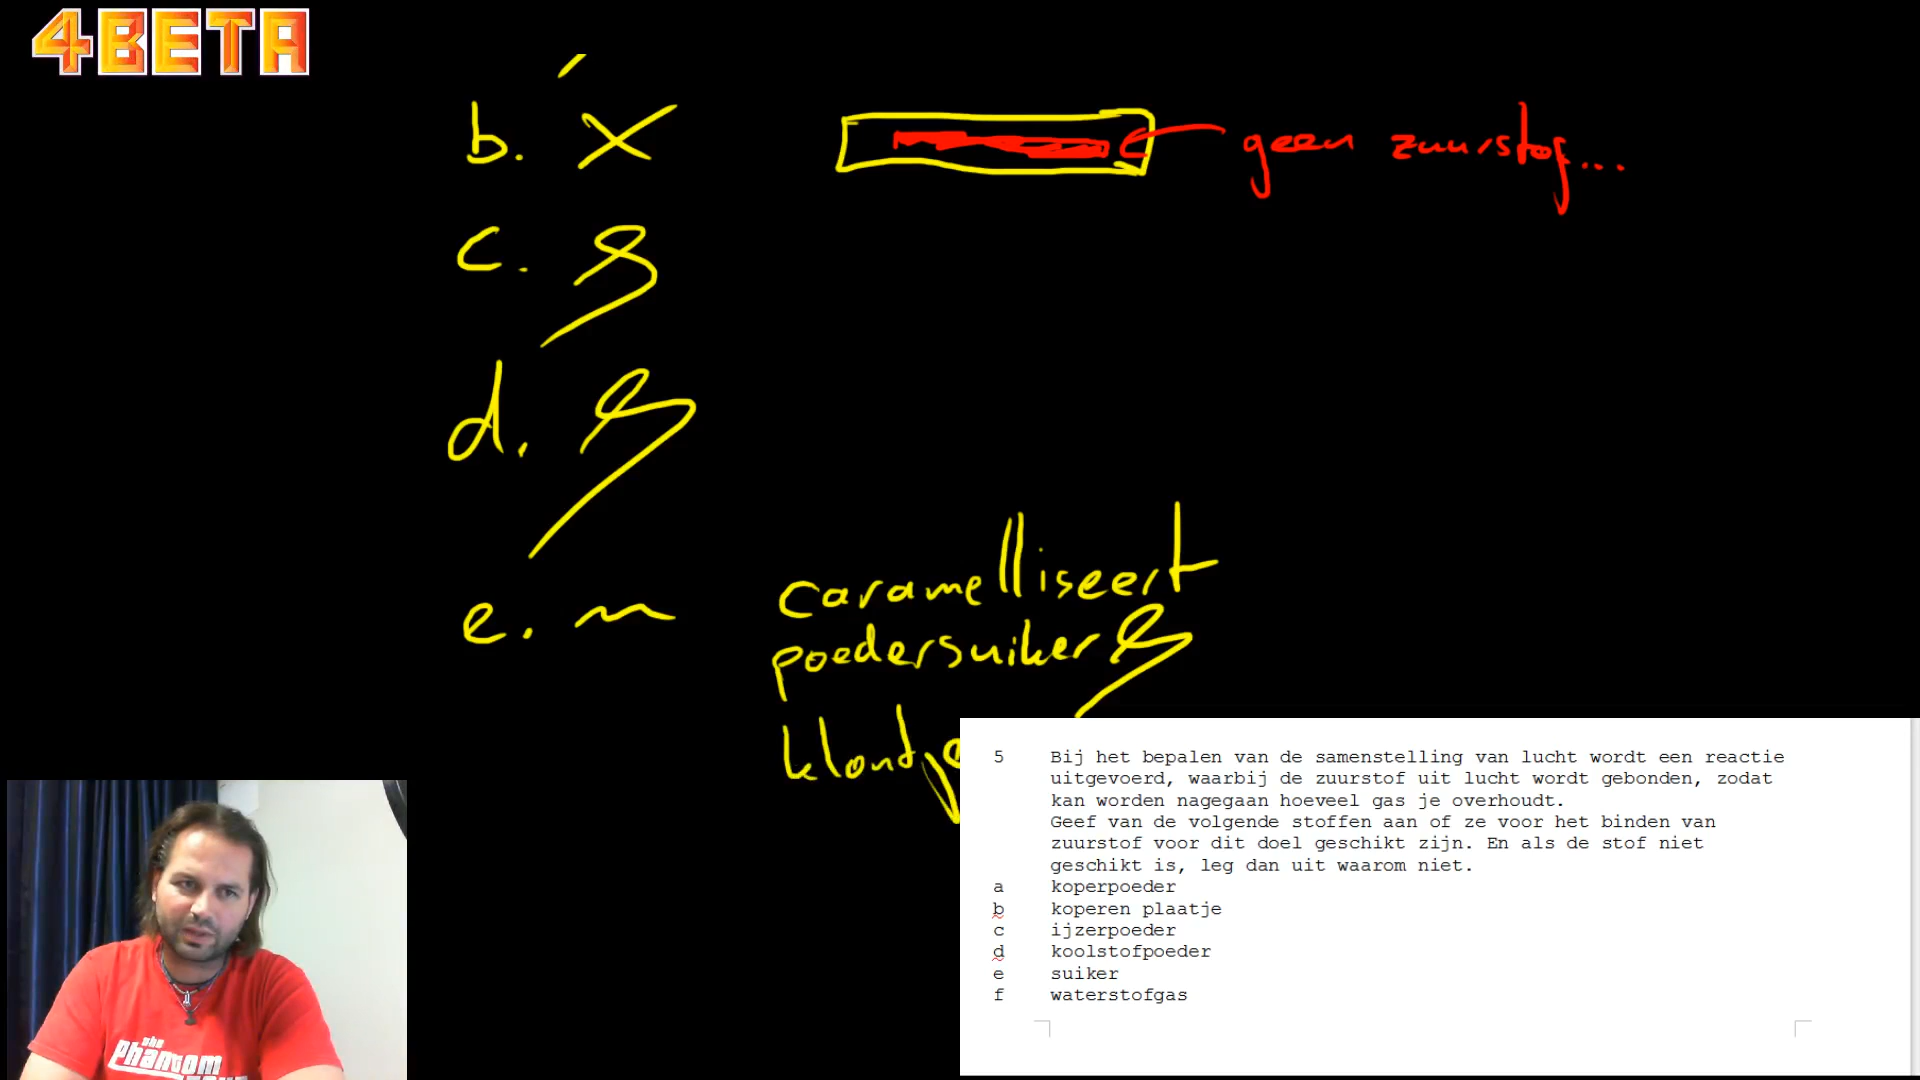 4BETA
b. X
geen zuurstof...
c.
d.
e. ~
caramelliseert
poedersuiker
klontje
5 Bij het bepalen van de samenstelling van lucht wordt een reactie
uitgevoerd, waarbij de zuurstof uit lucht wordt gebonden, zodat
kan worden nagegaan hoeveel gas je overhoudt.
Geef van de volgende stoffen aan of ze voor het binden van
zuurstof voor dit doel geschikt zijn. En als de stof niet
geschikt is, leg dan uit waarom niet.
a koperpoeder
b koperen plaatje
c ijzerpoeder
d koolstofpoeder
e suiker
f waterstofgas
the
Phantom